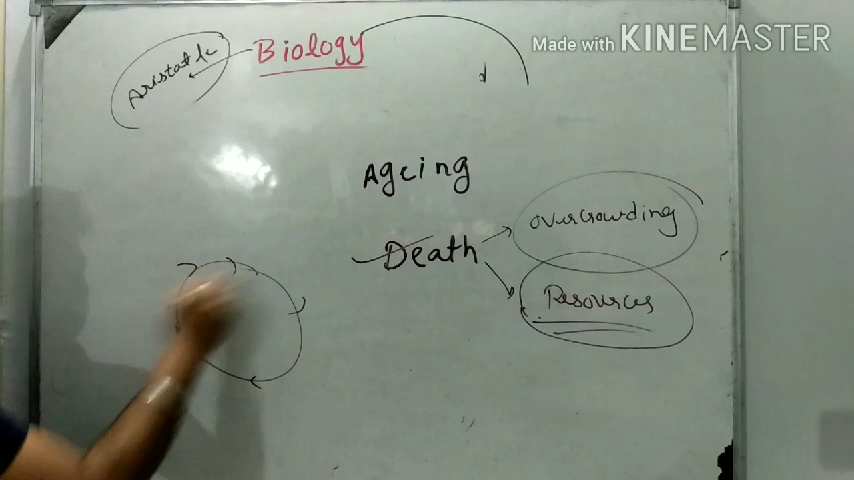 Made with KINEMASTER
Biology
Aristotle
d
Ageing
Death
overcrowding
Resources